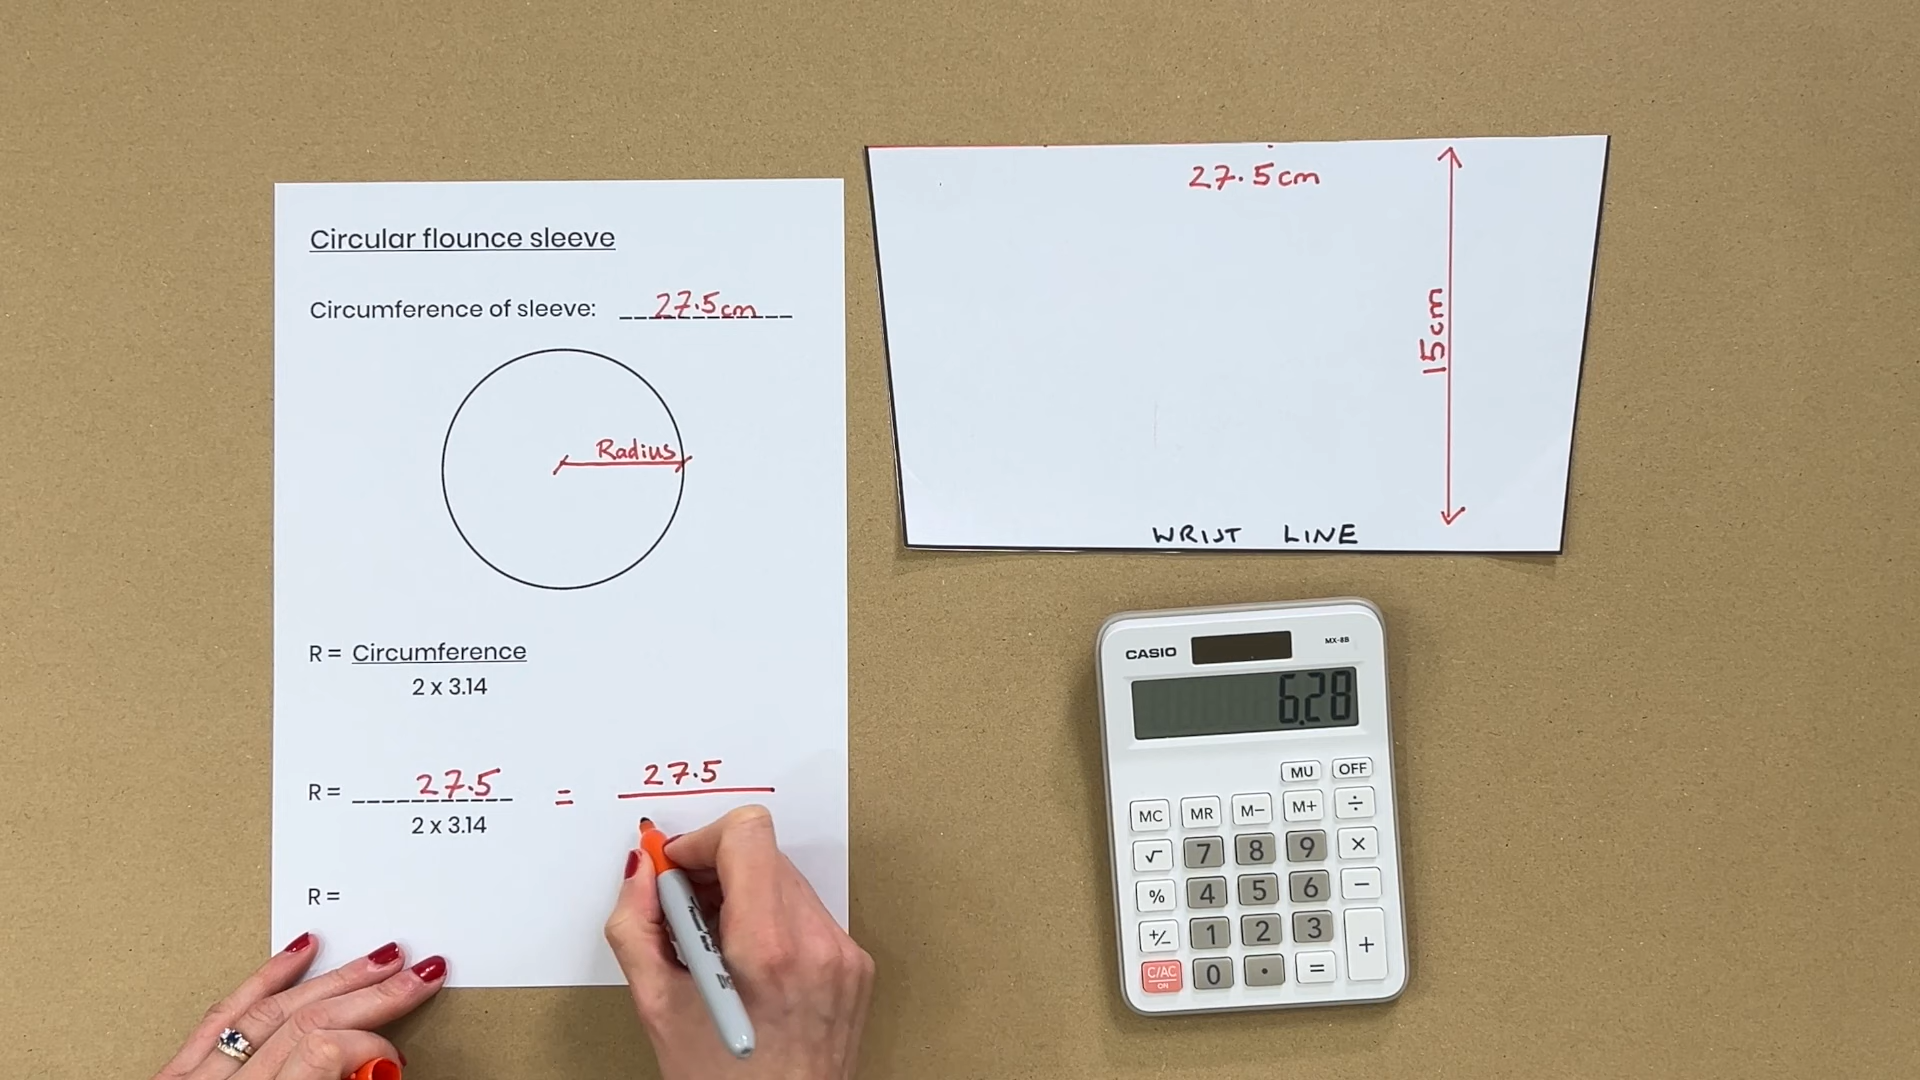 Circular flounce sleeve
Circumference of sleeve: 27.5cm
Radius
R = Circumference
2 x 3.14
R = 27.5 = 27.5
2 x 3.14
R =
27.5cm
15cm
WRIST LINE
CASIO MX-8B
6.28
MU OFF
MC MR M− M+ ÷
√ 7 8 9 ×
% 4 5 6 −
+/− 1 2 3 +
C/AC ON 0 • =